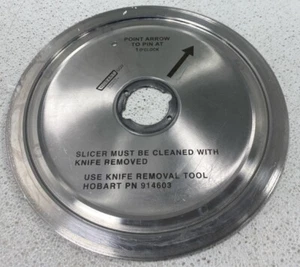 POINT ARROW
TO PIN AT
SLICER MUST BE CLEANED WITH
KNIFE REMOVED
USE KNIFE REMOVAL TOOL
HOBART PN 914603